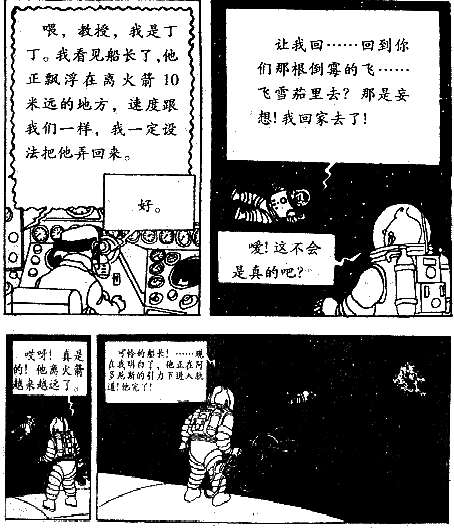 喂，教授，我是丁
丁。我看见船长了，他
正飘浮在离火箭10
米远的地方，速度跟
我们一样，我一定设
法把他弄回来。
好。
让我回……回到你
们那根倒霉的飞……
飞雪茄里去？那是妄
想！我回家去了！
嗳！这不会
是真的吧？
哎呀！真是
的！他离火箭
越来越远了。
可怜的船长！……现
在我明白了，他正在阿
多尼斯的引力下进入轨
道！他完了！